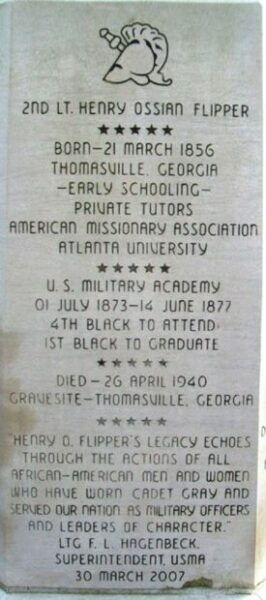 2ND LT. HENRY OSSIAN FLIPPER
★★★★★
BORN–21 MARCH 1856
THOMASVILLE, GEORGIA
–EARLY SCHOOLING–
PRIVATE TUTORS
AMERICAN MISSIONARY ASSOCIATION
ATLANTA UNIVERSITY
★★★★★
U. S. MILITARY ACADEMY
01 JULY 1873–14 JUNE 1877
4TH BLACK TO ATTEND
1ST BLACK TO GRADUATE
★★★★★
DIED – 26 APRIL 1940
GRAVESITE–THOMASVILLE, GEORGIA
★★★★★
"HENRY O. FLIPPER'S LEGACY ECHOES
THROUGH THE ACTIONS OF ALL
AFRICAN-AMERICAN MEN AND WOMEN
WHO HAVE WORN CADET GRAY AND
SERVED OUR NATION AS MILITARY OFFICERS
AND LEADERS OF CHARACTER."
LTG F. L. HAGENBECK,
SUPERINTENDENT, USMA
30 MARCH 2007